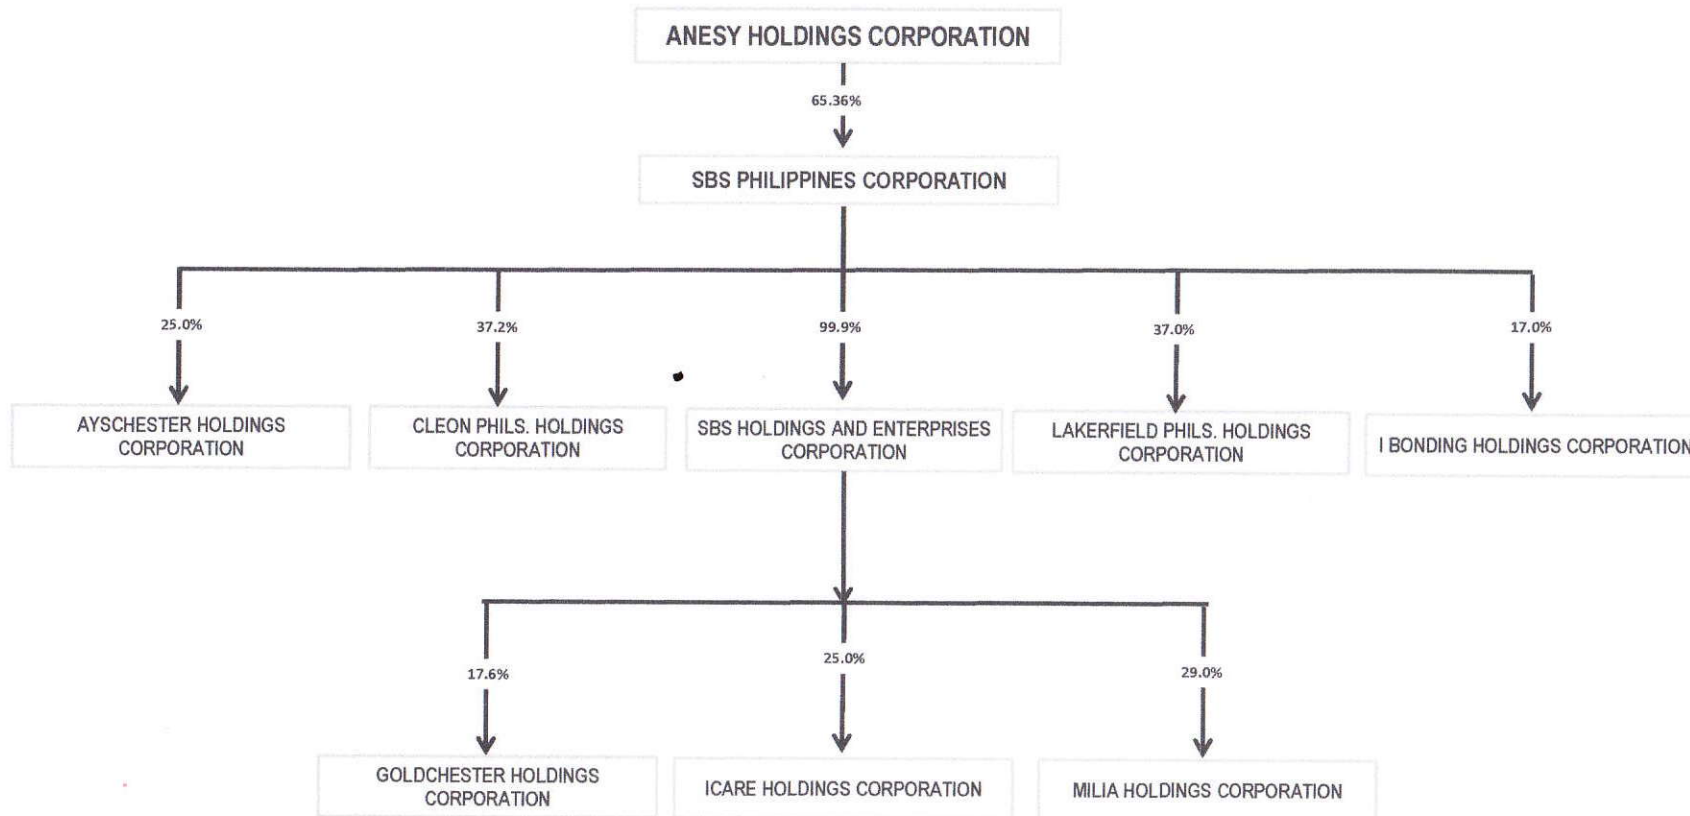 ANESY HOLDINGS CORPORATION
65.36%
SBS PHILIPPINES CORPORATION
25.0%
37.2%
99.9%
37.0%
17.0%
AYSCHESTER HOLDINGS
CORPORATION
CLEON PHILS. HOLDINGS
CORPORATION
SBS HOLDINGS AND ENTERPRISES
CORPORATION
LAKERFIELD PHILS. HOLDINGS
CORPORATION
I BONDING HOLDINGS CORPORATION
17.6%
25.0%
29.0%
GOLDCHESTER HOLDINGS
CORPORATION
ICARE HOLDINGS CORPORATION
MILIA HOLDINGS CORPORATION